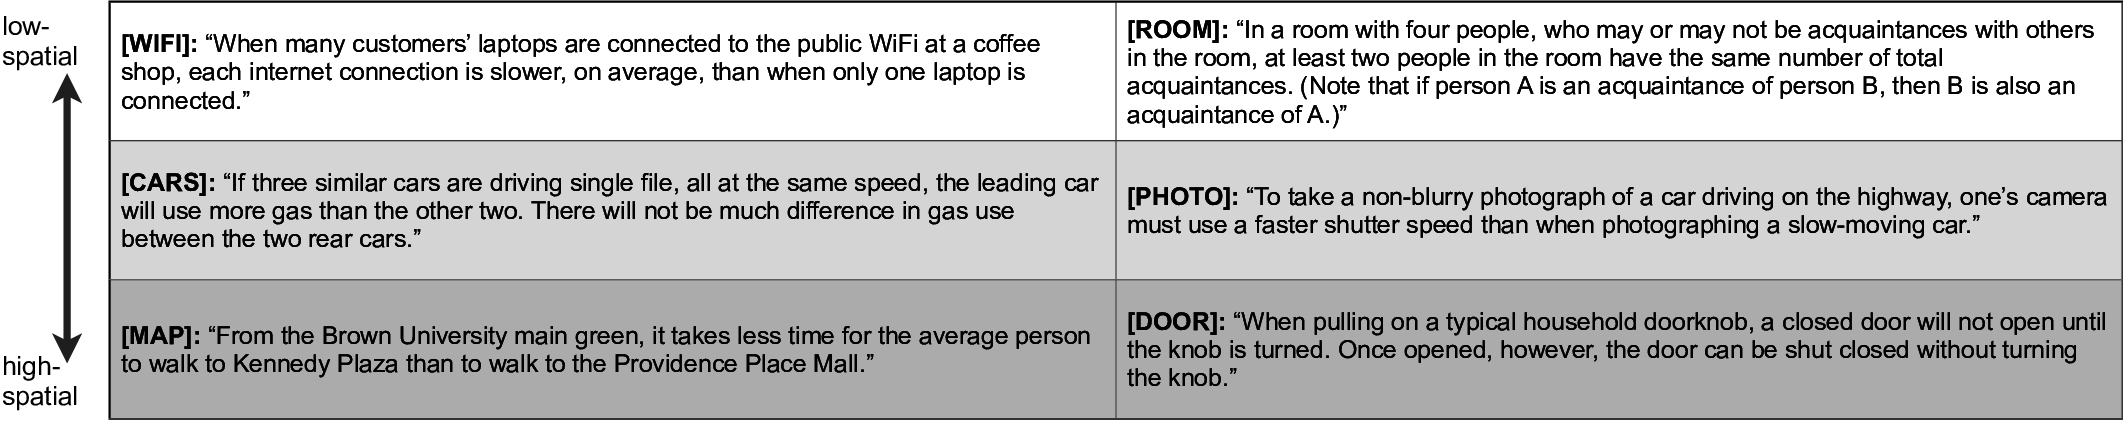 low-
spatial
[WIFI]: “When many customers’ laptops are connected to the public WiFi at a coffee
shop, each internet connection is slower, on average, than when only one laptop is
connected.”
[ROOM]: “In a room with four people, who may or may not be acquaintances with others
in the room, at least two people in the room have the same number of total
acquaintances. (Note that if person A is an acquaintance of person B, then B is also an
acquaintance of A.)”
[CARS]: “If three similar cars are driving single file, all at the same speed, the leading car
will use more gas than the other two. There will not be much difference in gas use
between the two rear cars.”
[PHOTO]: “To take a non-blurry photograph of a car driving on the highway, one’s camera
must use a faster shutter speed than when photographing a slow-moving car.”
[MAP]: “From the Brown University main green, it takes less time for the average person
to walk to Kennedy Plaza than to walk to the Providence Place Mall.”
[DOOR]: “When pulling on a typical household doorknob, a closed door will not open until
the knob is turned. Once opened, however, the door can be shut closed without turning
the knob.”
high-
spatial